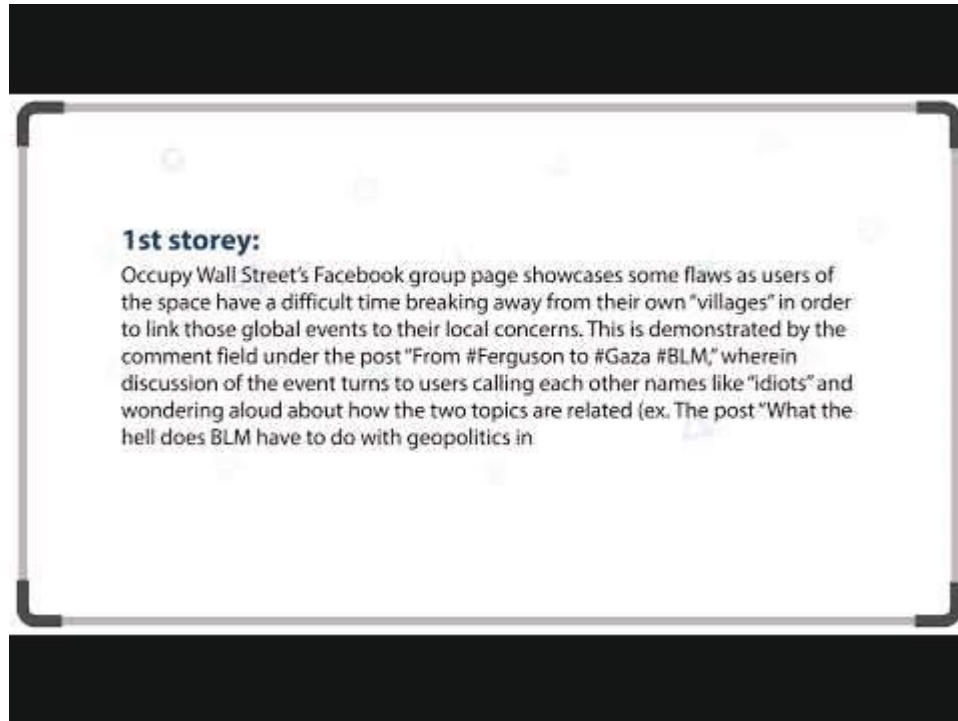 1st storey:
Occupy Wall Street's Facebook group page showcases some flaws as users of
the space have a difficult time breaking away from their own "villages" in order
to link those global events to their local concerns. This is demonstrated by the
comment field under the post "From #Ferguson to #Gaza #BLM," wherein
discussion of the event turns to users calling each other names like "idiots" and
wondering aloud about how the two topics are related (ex. The post "What the
hell does BLM have to do with geopolitics in